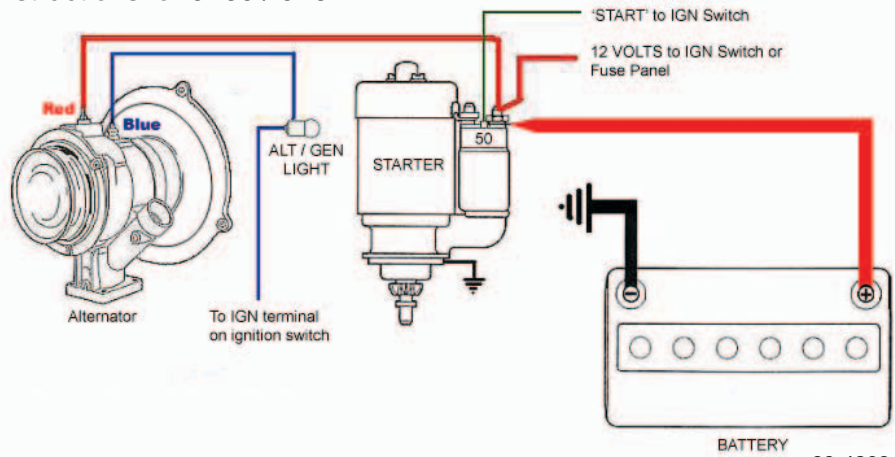 'START' to IGN Switch
12 VOLTS to IGN Switch or
Fuse Panel
Red
Blue
ALT / GEN
LIGHT
50
STARTER
Alternator
To IGN terminal
on ignition switch
BATTERY